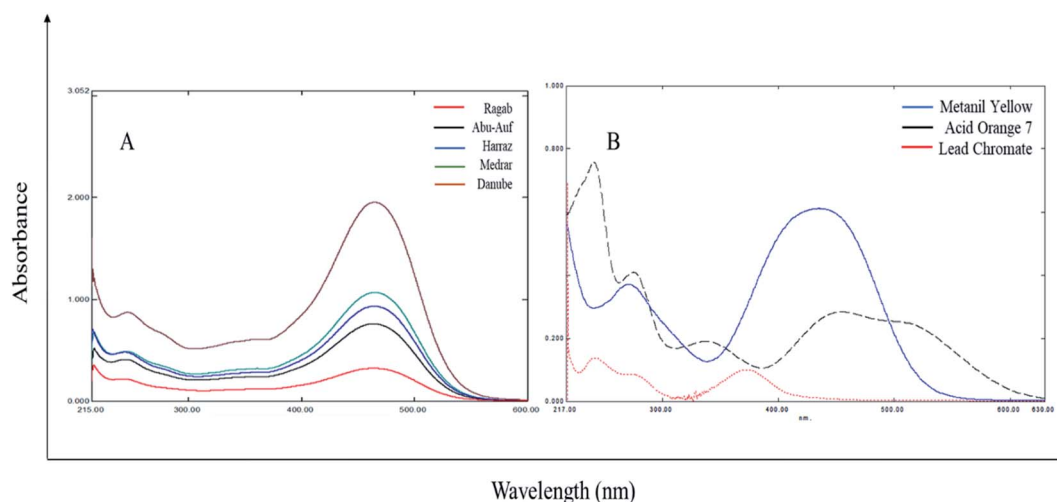 Absorbance
3.052
2.000
1.000
0.000
215.00 300.00 400.00 500.00 600.00
A
Ragab
Abu-Auf
Harraz
Medrar
Danube
1.000
0.800
0.200
0.000
217.00 300.00 400.00 500.00 600.00 630.00
nm.
B
Metanil Yellow
Acid Orange 7
Lead Chromate
Wavelength (nm)